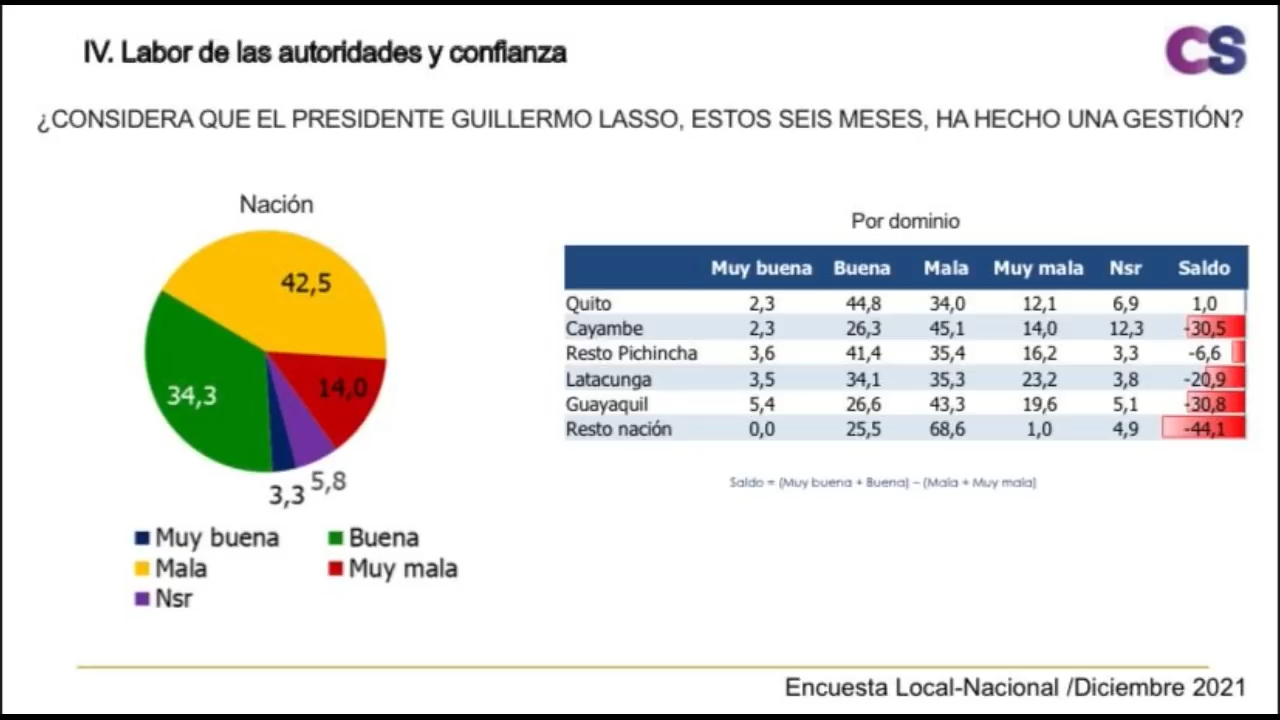 IV. Labor de las autoridades y confianza
CS
¿CONSIDERA QUE EL PRESIDENTE GUILLERMO LASSO, ESTOS SEIS MESES, HA HECHO UNA GESTIÓN?
Nación
42,5
34,3
14,0
5,8
3,3
Muy buena Buena
Mala Muy mala
Nsr
Por dominio
Muy buena Buena Mala Muy mala Nsr Saldo
Quito 2,3 44,8 34,0 12,1 6,9 1,0
Cayambe 2,3 26,3 45,1 14,0 12,3 -30,5
Resto Pichincha 3,6 41,4 35,4 16,2 3,3 -6,6
Latacunga 3,5 34,1 35,3 23,2 3,8 -20,9
Guayaquil 5,4 26,6 43,3 19,6 5,1 -30,8
Resto nación 0,0 25,5 68,6 1,0 4,9 -44,1
Saldo = (Muy buena + Buena) – (Mala + Muy mala)
Encuesta Local-Nacional /Diciembre 2021